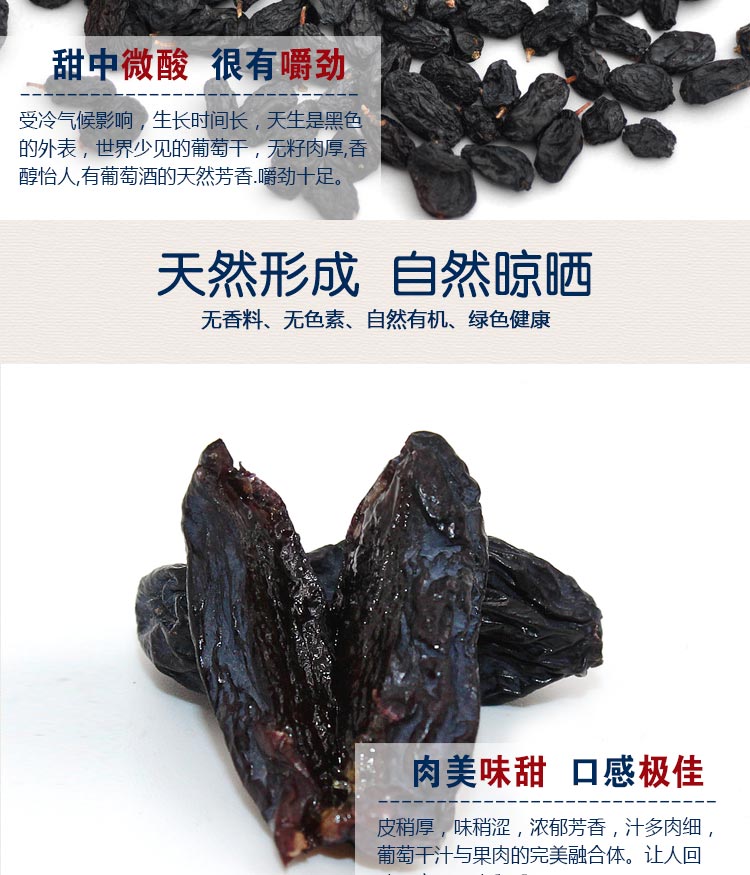 甜中微酸 很有嚼劲
受冷气候影响，生长时间长，天生是黑色
的外表，世界少见的葡萄干，无籽肉厚,香
醇怡人,有葡萄酒的天然芳香.嚼劲十足。
天然形成 自然晾晒
无香料、无色素、自然有机、绿色健康
肉美味甜 口感极佳
皮稍厚，味稍涩，浓郁芳香，汁多肉细，
葡萄干汁与果肉的完美融合体。让人回